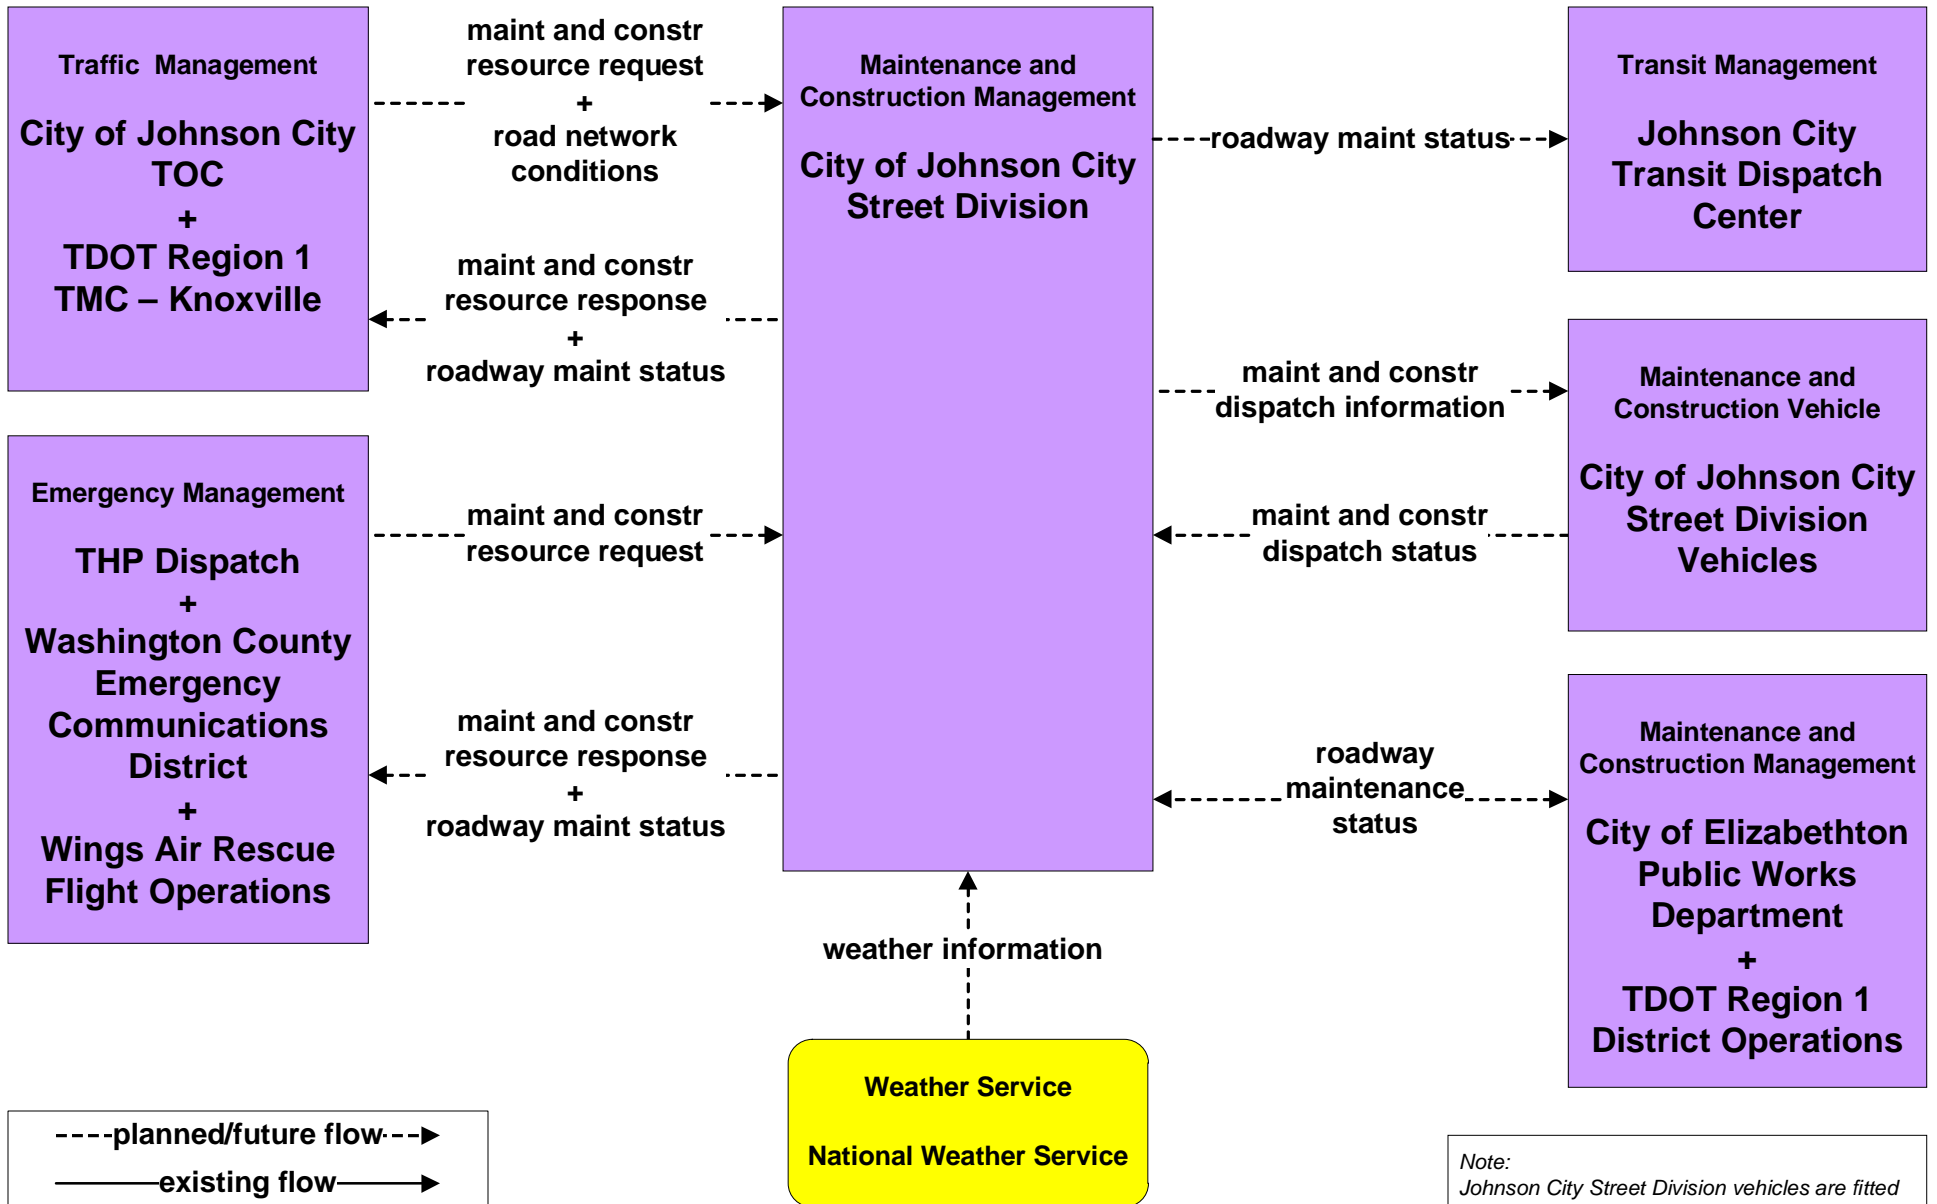 Traffic Management
City of Johnson City
TOC
+
TDOT Region 1
TMC – Knoxville
maint and constr
resource request
+
road network
conditions
maint and constr
resource response
+
roadway maint status
Emergency Management
THP Dispatch
+
Washington County
Emergency
Communications
District
+
Wings Air Rescue
Flight Operations
maint and constr
resource request
maint and constr
resource response
+
roadway maint status
Maintenance and
Construction Management
City of Johnson City
Street Division
weather information
Weather Service
National Weather Service
roadway maint status
Transit Management
Johnson City
Transit Dispatch
Center
maint and constr
dispatch information
maint and constr
dispatch status
Maintenance and
Construction Vehicle
City of Johnson City
Street Division
Vehicles
roadway
maintenance
status
Maintenance and
Construction Management
City of Elizabethton
Public Works
Department
+
TDOT Region 1
District Operations
planned/future flow
existing flow
Note:
Johnson City Street Division vehicles are fitted